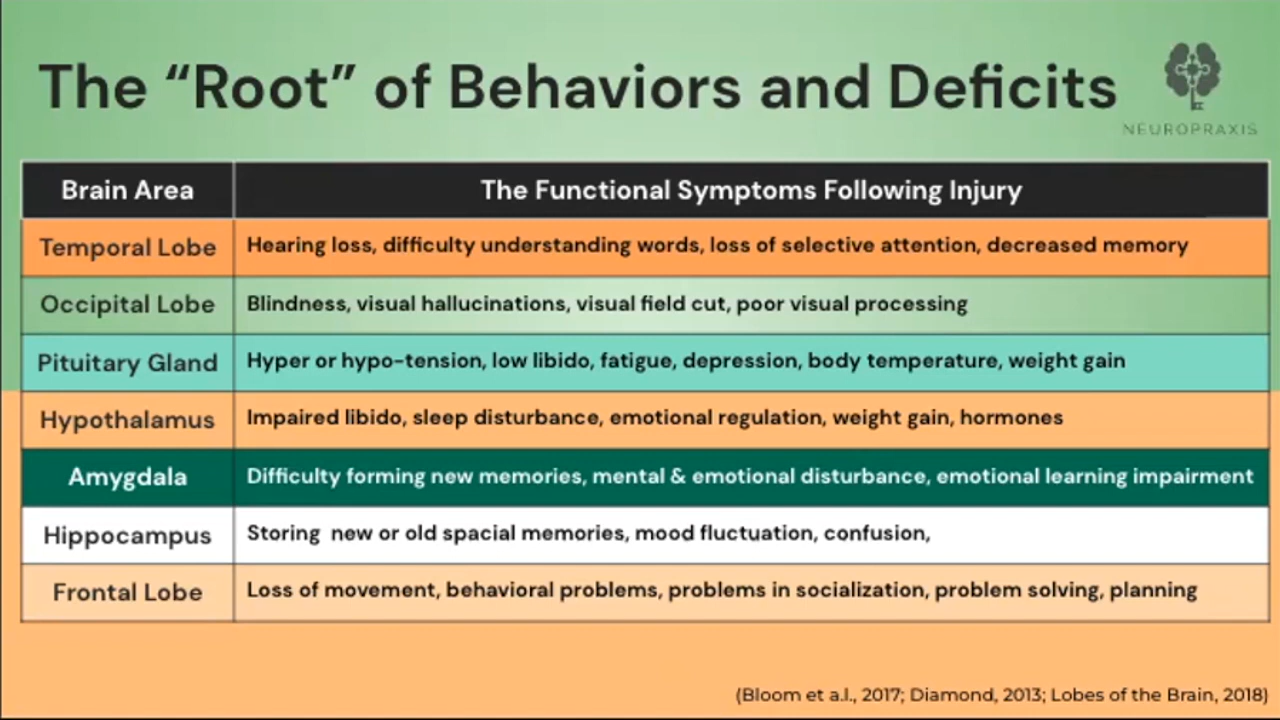 The “Root” of Behaviors and Deficits
NEUROPRAXIS
Brain Area The Functional Symptoms Following Injury
Temporal Lobe Hearing loss, difficulty understanding words, loss of selective attention, decreased memory
Occipital Lobe Blindness, visual hallucinations, visual field cut, poor visual processing
Pituitary Gland Hyper or hypo-tension, low libido, fatigue, depression, body temperature, weight gain
Hypothalamus Impaired libido, sleep disturbance, emotional regulation, weight gain, hormones
Amygdala Difficulty forming new memories, mental & emotional disturbance, emotional learning impairment
Hippocampus Storing new or old spacial memories, mood fluctuation, confusion,
Frontal Lobe Loss of movement, behavioral problems, problems in socialization, problem solving, planning
(Bloom et a.l., 2017; Diamond, 2013; Lobes of the Brain, 2018)